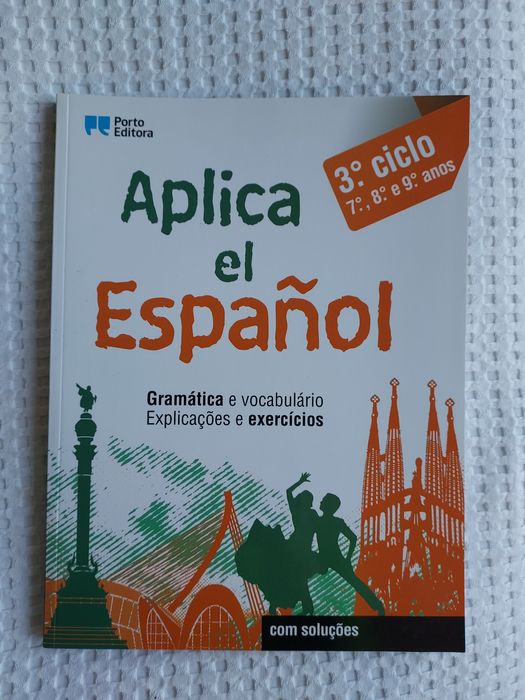 Porto
Editora
3.º ciclo
7.º, 8.º e 9.º anos
Aplica
el
Español
Gramática e vocabulário
Explicações e exercícios
com soluções